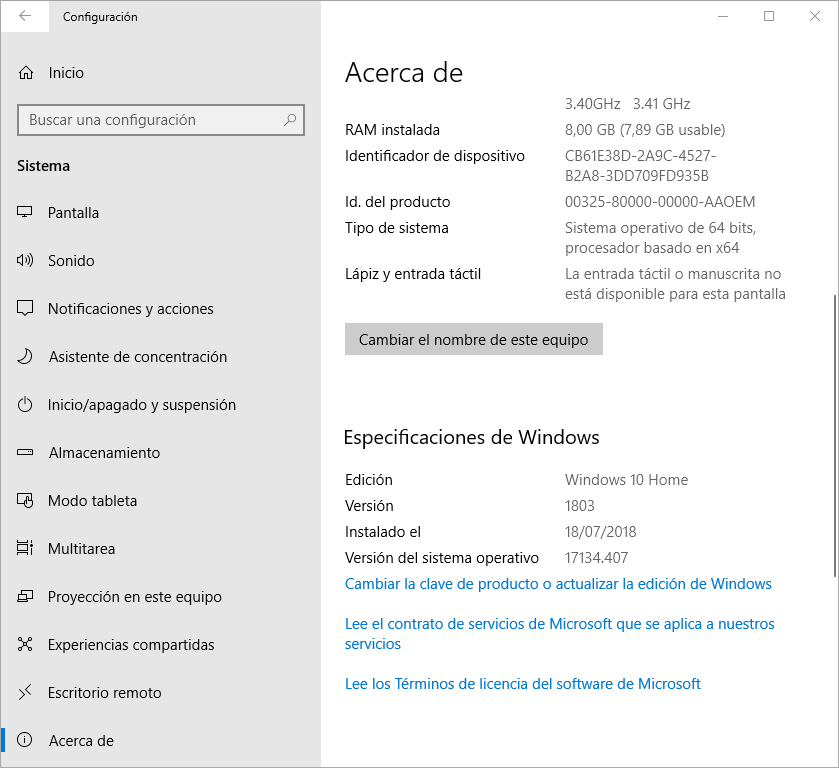 Configuración
Inicio
Buscar una configuración
Sistema
Pantalla
Sonido
Notificaciones y acciones
Asistente de concentración
Inicio/apagado y suspensión
Almacenamiento
Modo tableta
Multitarea
Proyección en este equipo
Experiencias compartidas
Escritorio remoto
Acerca de
Acerca de
3.40GHz 3.41 GHz
RAM instalada 8,00 GB (7,89 GB usable)
Identificador de dispositivo CB61E38D-2A9C-4527-
B2A8-3DD709FD935B
Id. del producto 00325-80000-00000-AAOEM
Tipo de sistema Sistema operativo de 64 bits,
procesador basado en x64
Lápiz y entrada táctil La entrada táctil o manuscrita no
está disponible para esta pantalla
Cambiar el nombre de este equipo
Especificaciones de Windows
Edición Windows 10 Home
Versión 1803
Instalado el 18/07/2018
Versión del sistema operativo 17134.407
Cambiar la clave de producto o actualizar la edición de Windows
Lee el contrato de servicios de Microsoft que se aplica a nuestros
servicios
Lee los Términos de licencia del software de Microsoft